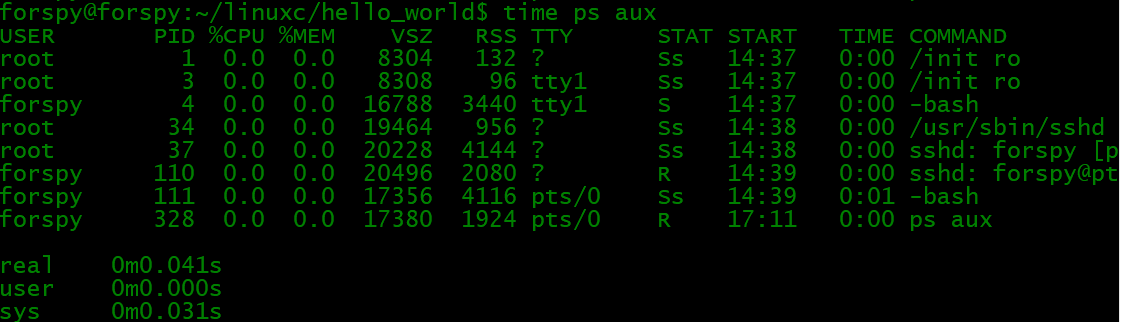 forspy@forspy:~/linuxc/hello_world$ time ps aux
USER       PID %CPU %MEM    VSZ   RSS TTY      STAT START   TIME COMMAND
root         1  0.0  0.0   8304   132 ?        Ss   14:37   0:00 /init ro
root         3  0.0  0.0   8308    96 tty1     Ss   14:37   0:00 /init ro
forspy       4  0.0  0.0  16788  3440 tty1     S    14:37   0:00 -bash
root        34  0.0  0.0  19464   956 ?        Ss   14:38   0:00 /usr/sbin/sshd
root        37  0.0  0.0  20228  4144 ?        Ss   14:38   0:00 sshd: forspy [p
forspy     110  0.0  0.0  20496  2080 ?        R    14:39   0:00 sshd: forspy@pt
forspy     111  0.0  0.0  17356  4116 pts/0    Ss   14:39   0:01 -bash
forspy     328  0.0  0.0  17380  1924 pts/0    R    17:11   0:00 ps aux
real    0m0.041s
user    0m0.000s
sys     0m0.031s